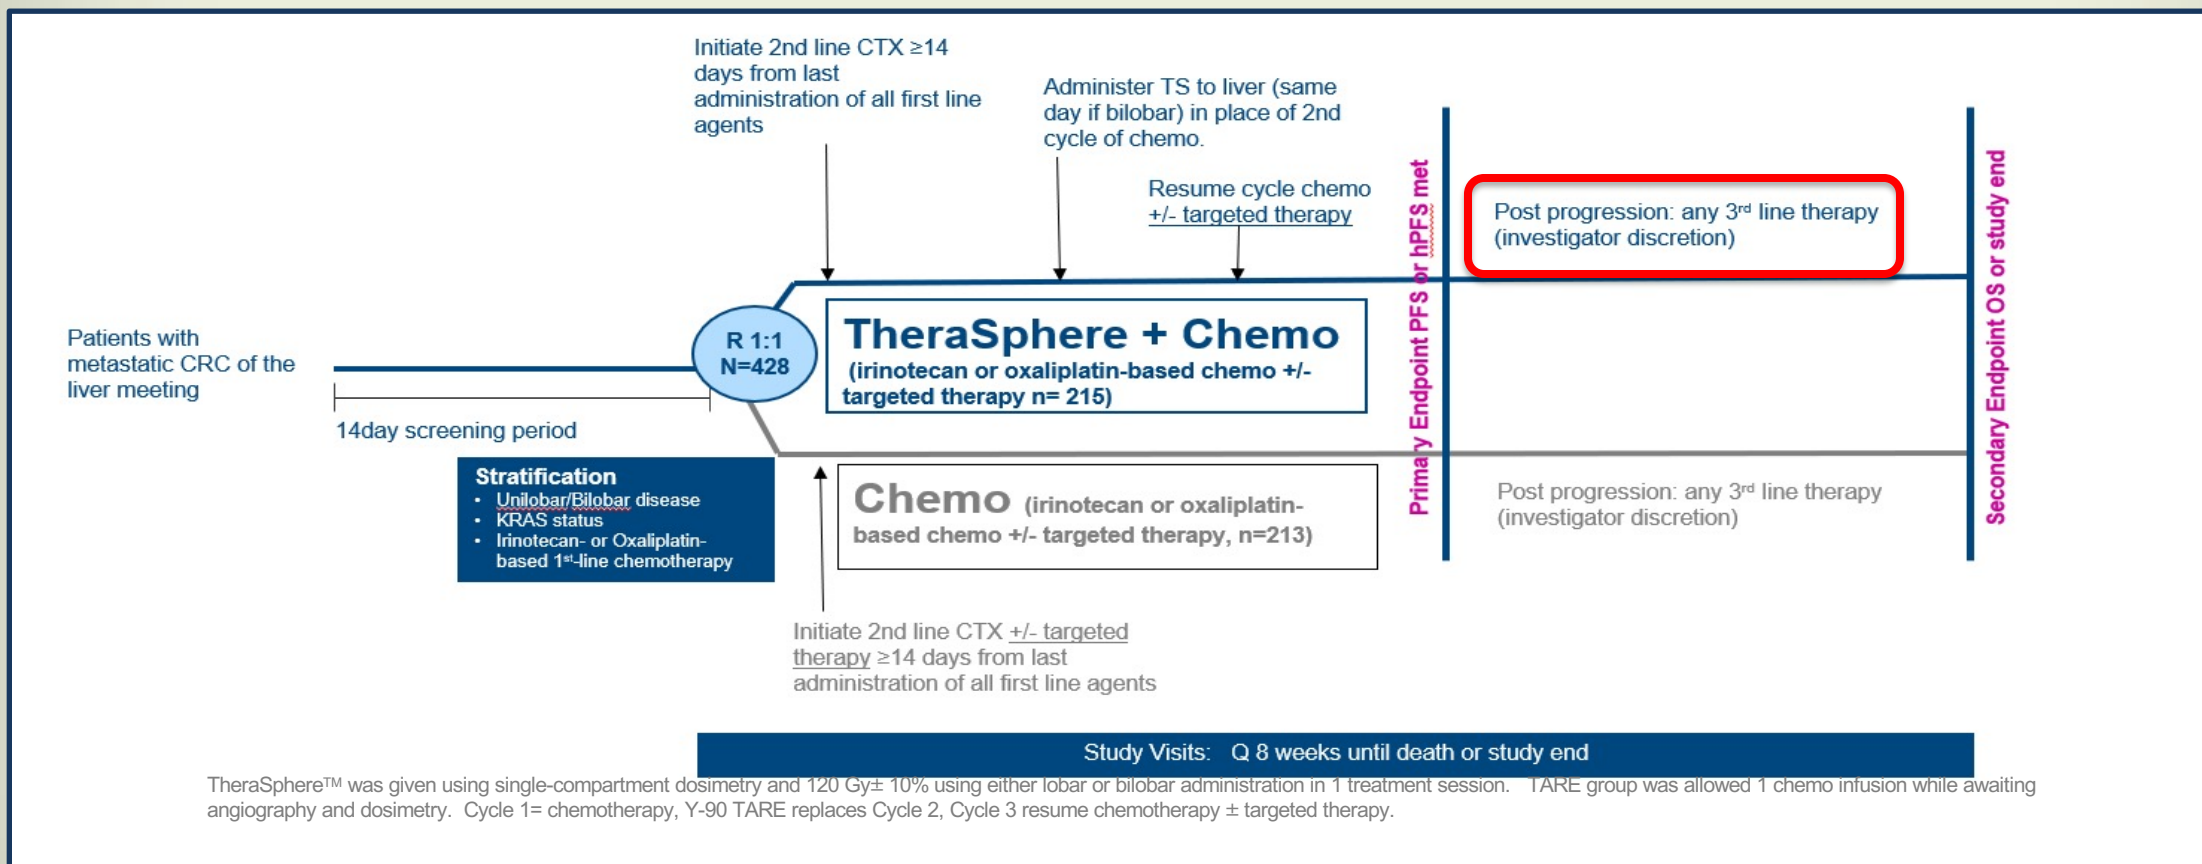 Initiate 2nd line CTX ≥14
days from last
administration of all first line
agents
Administer TS to liver (same
day if bilobar) in place of 2nd
cycle of chemo.
Resume cycle chemo
+/- targeted therapy
Primary Endpoint PFS or hPFS met
Post progression: any 3rd line therapy
(investigator discretion)
Secondary Endpoint OS or study end
Patients with
metastatic CRC of the
liver meeting
14day screening period
R 1:1
N=428
TheraSphere + Chemo
(irinotecan or oxaliplatin-based chemo +/-
targeted therapy n= 215)
Stratification
• Unilobar/Bilobar disease
• KRAS status
• Irinotecan- or Oxaliplatin-
based 1st-line chemotherapy
Chemo (irinotecan or oxaliplatin-
based chemo +/- targeted therapy, n=213)
Post progression: any 3rd line therapy
(investigator discretion)
Initiate 2nd line CTX +/- targeted
therapy ≥14 days from last
administration of all first line agents
Study Visits: Q 8 weeks until death or study end
TheraSphere™ was given using single-compartment dosimetry and 120 Gy± 10% using either lobar or bilobar administration in 1 treatment session. TARE group was allowed 1 chemo infusion while awaiting
angiography and dosimetry. Cycle 1= chemotherapy, Y-90 TARE replaces Cycle 2, Cycle 3 resume chemotherapy ± targeted therapy.